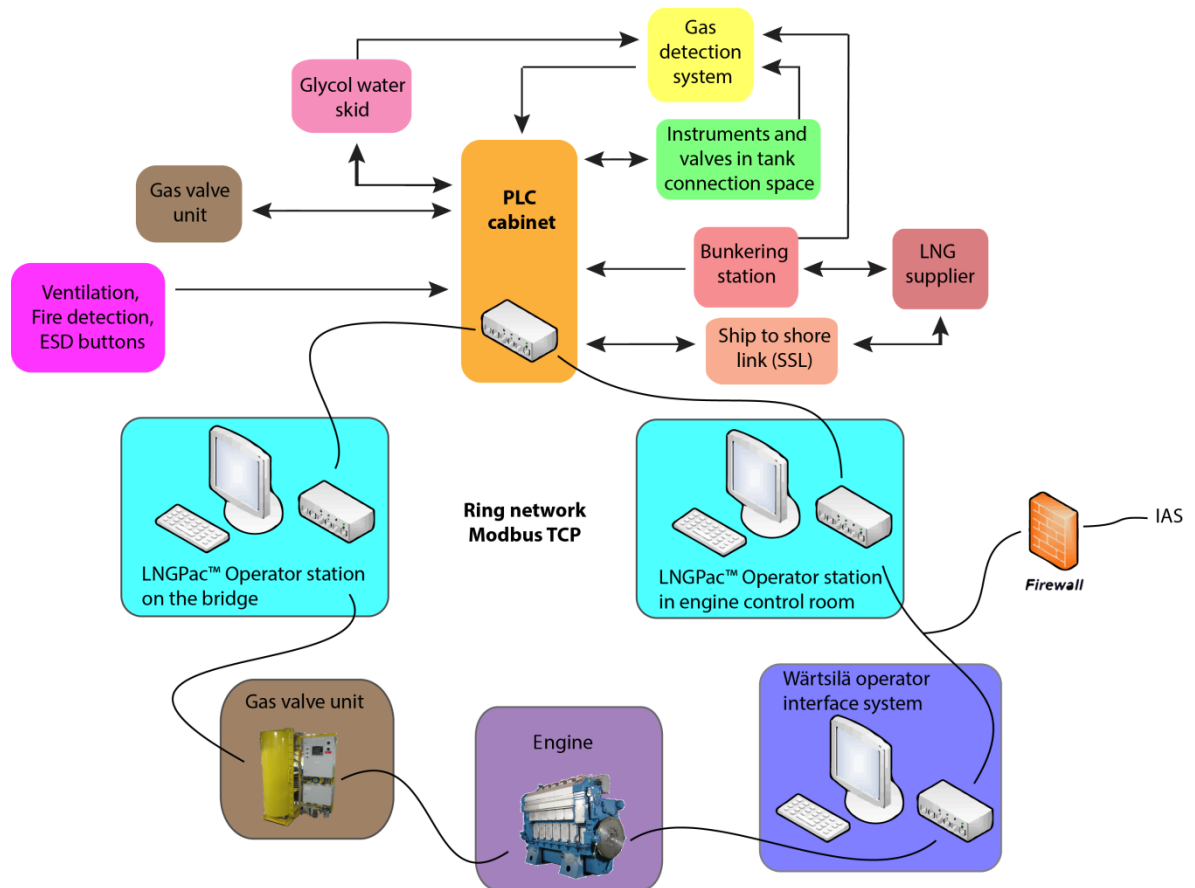 Gas
detection
system
Glycol water
skid
Instruments and
valves in tank
connection space
Gas valve
unit
PLC
cabinet
Bunkering
station
LNG
supplier
Ventilation,
Fire detection,
ESD buttons
Ship to shore
link (SSL)
Ring network
Modbus TCP
LNGPac™ Operator station
on the bridge
LNGPac™ Operator station
in engine control room
IAS
Firewall
Gas valve unit
Engine
Wärtsilä operator
interface system